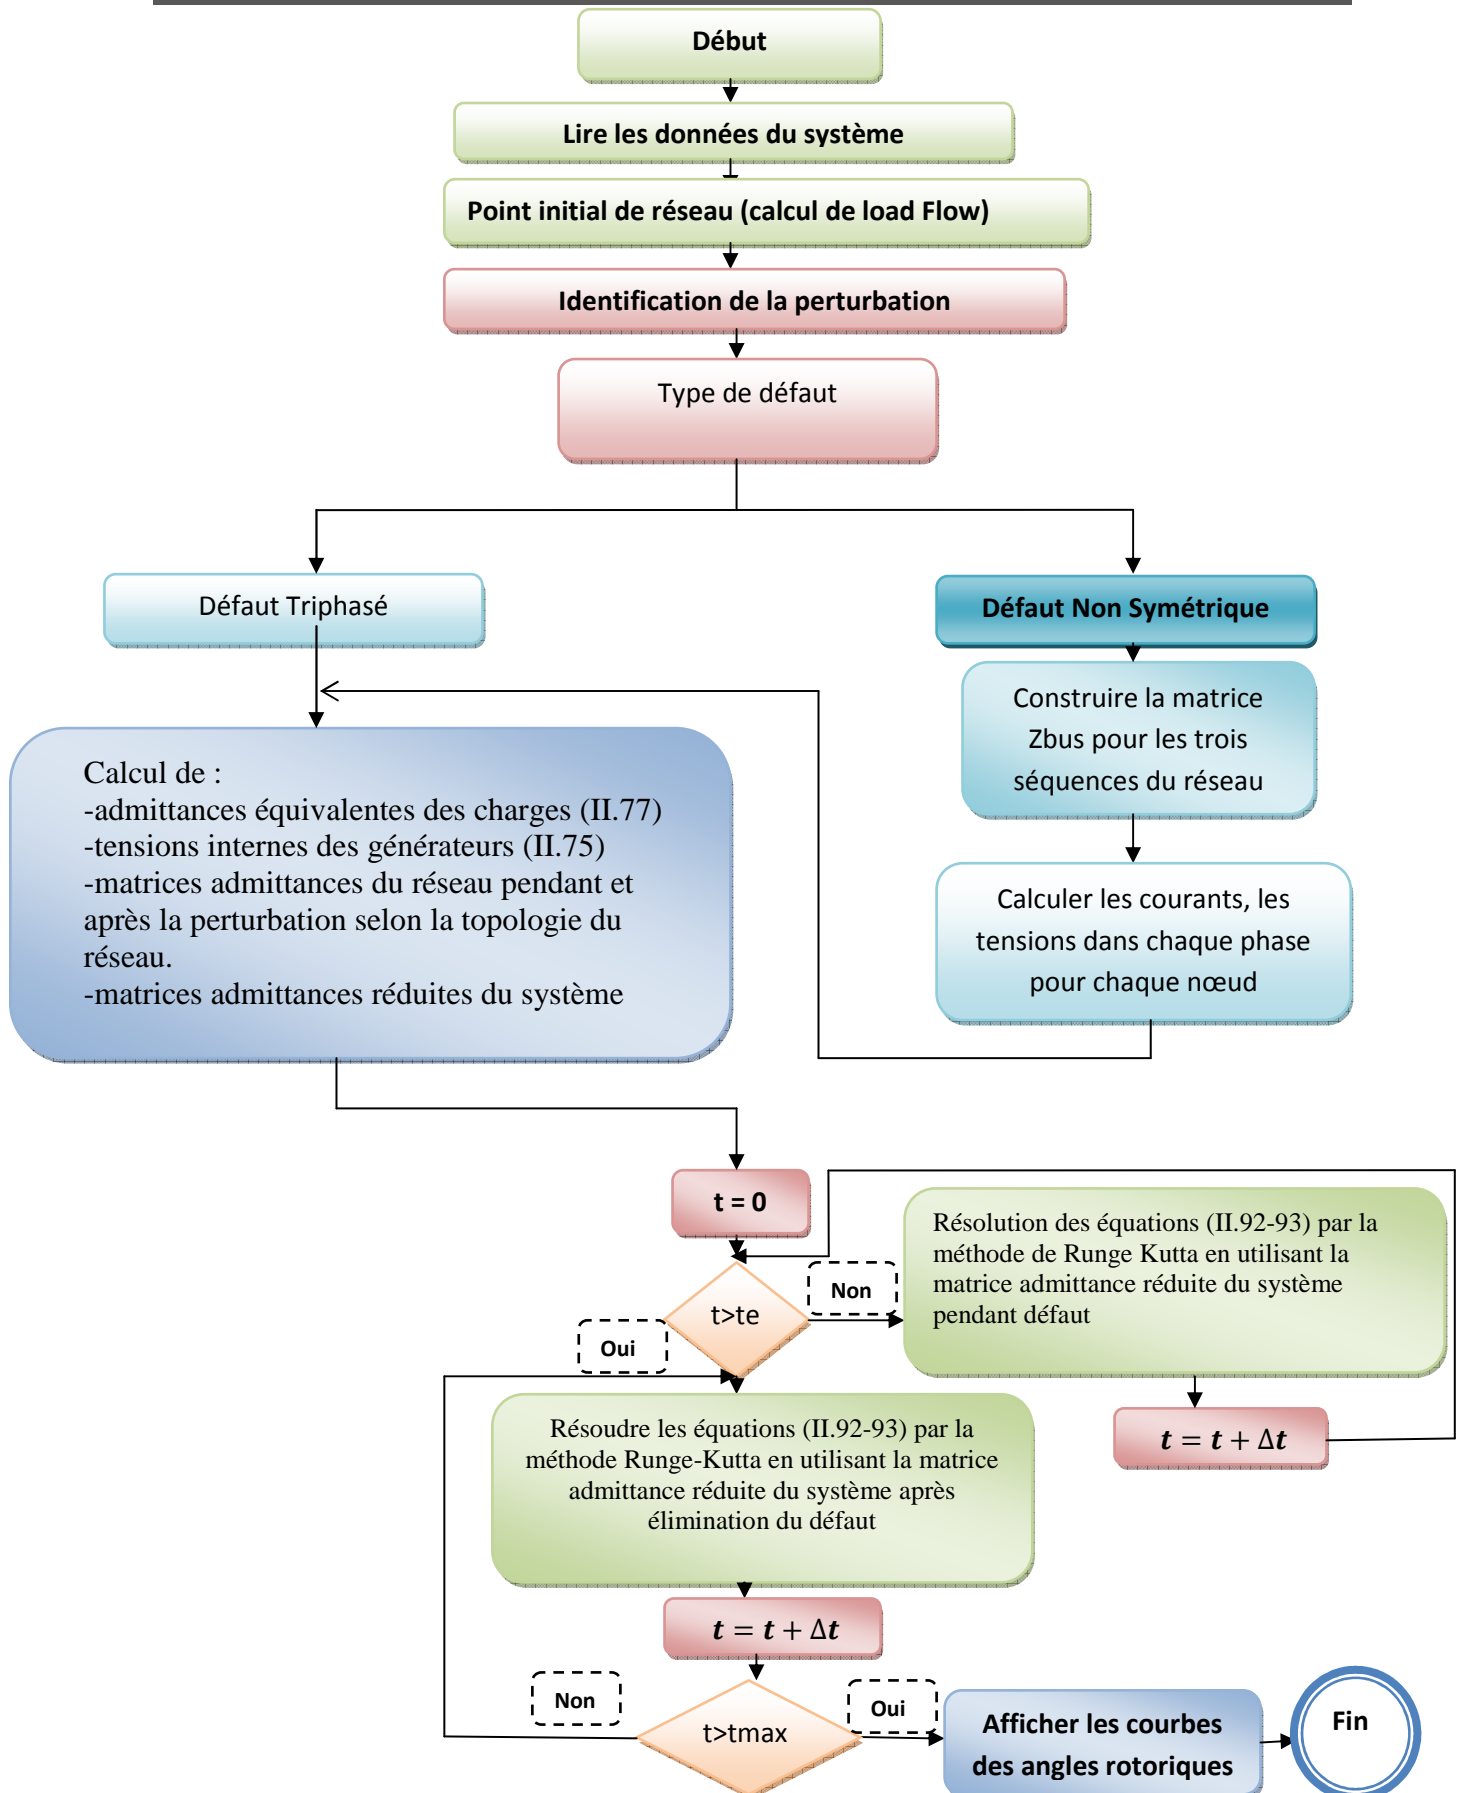 Début
Lire les données du système
Point initial de réseau (calcul de load Flow)
Identification de la perturbation
Type de défaut
Défaut Triphasé
Défaut Non Symétrique
Construire la matrice
Zbus pour les trois
séquences du réseau
Calcul de :
-admittances équivalentes des charges (II.77)
-tensions internes des générateurs (II.75)
-matrices admittances du réseau pendant et
après la perturbation selon la topologie du
réseau.
-matrices admittances réduites du système
Calculer les courants, les
tensions dans chaque phase
pour chaque nœud
t = 0
Résolution des équations (II.92-93) par la
méthode de Runge Kutta en utilisant la
matrice admittance réduite du système
pendant défaut
Non
t>te
Oui
t = t + Δt
Résoudre les équations (II.92-93) par la
méthode Runge-Kutta en utilisant la matrice
admittance réduite du système après
élimination du défaut
t = t + Δt
Non
t>tmax
Oui
Afficher les courbes
des angles rotoriques
Fin